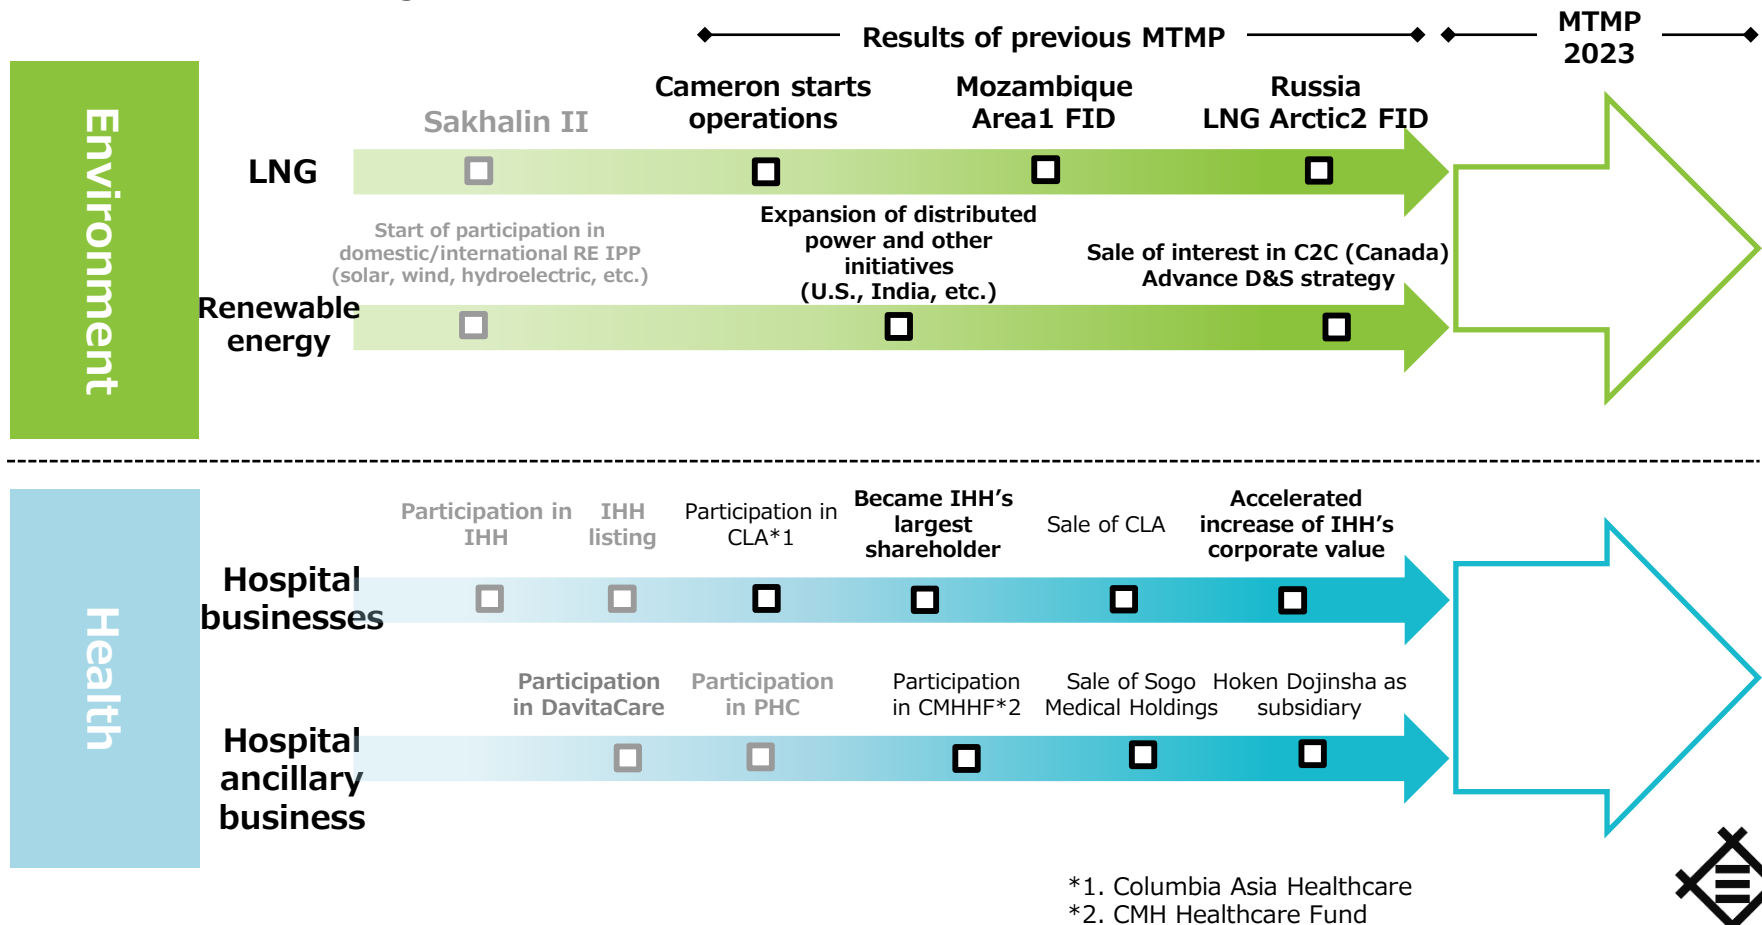 Results of previous MTMP
MTMP
2023
Environment
Cameron starts
operations
Mozambique
Area1 FID
Russia
LNG Arctic2 FID
Sakhalin II
LNG
Start of participation in
domestic/international RE IPP
(solar, wind, hydroelectric, etc.)
Expansion of distributed
power and other
initiatives
(U.S., India, etc.)
Sale of interest in C2C (Canada)
Advance D&S strategy
Renewable
energy
Health
Participation in
IHH
IHH
listing
Participation in
CLA*1
Became IHH’s
largest
shareholder
Sale of CLA
Accelerated
increase of IHH’s
corporate value
Hospital
businesses
Participation
in DavitaCare
Participation
in PHC
Participation
in CMHHF*2
Sale of Sogo
Medical Holdings
Hoken Dojinsha as
subsidiary
Hospital
ancillary
business
*1. Columbia Asia Healthcare
*2. CMH Healthcare Fund